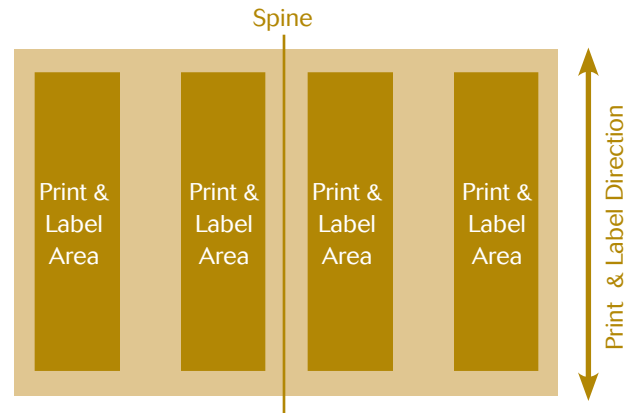 Spine
Print &
Label
Area
Print &
Label
Area
Print &
Label
Area
Print &
Label
Area
Print & Label Direction